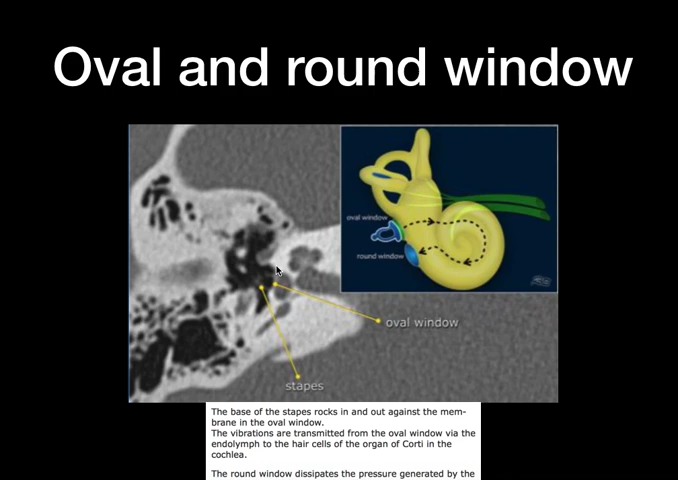 Oval and round window
oval window
round window
oval window
stapes
The base of the stapes rocks in and out against the mem-
brane in the oval window.
The vibrations are transmitted from the oval window via the
endolymph to the hair cells of the organ of Corti in the
cochlea.
The round window dissipates the pressure generated by the